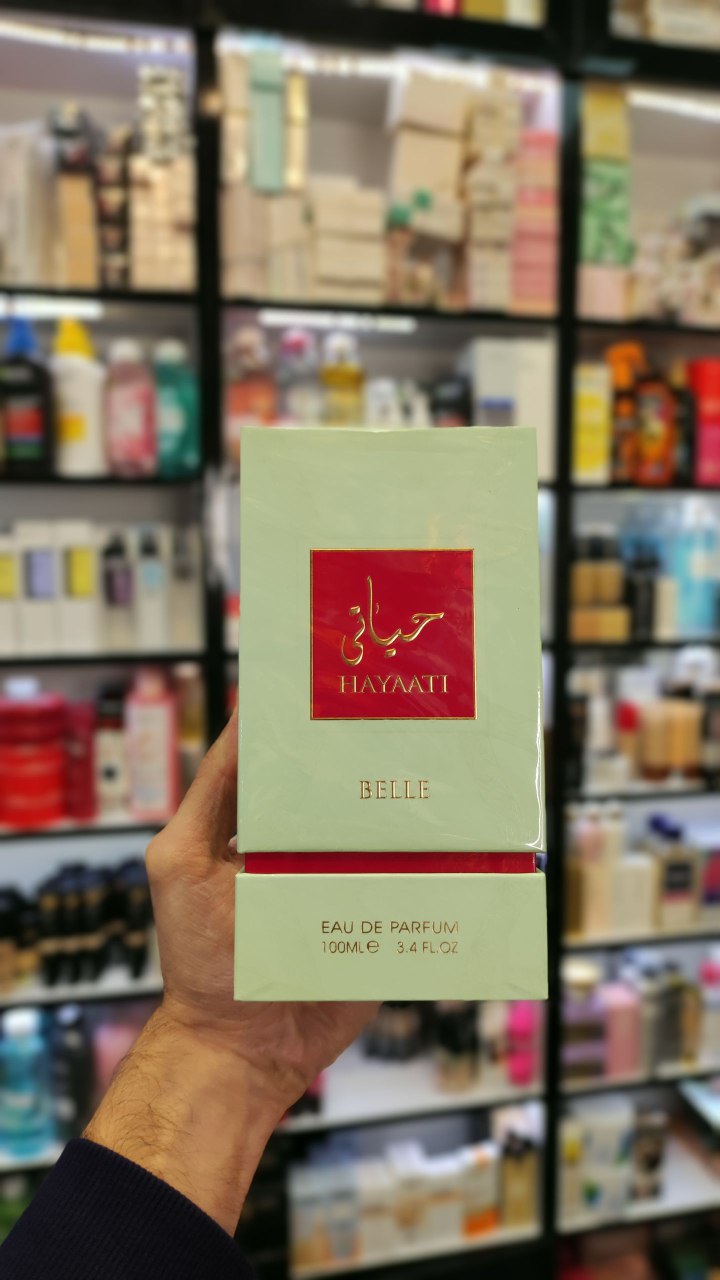 حياتي
HAYAATI
BELLE
EAU DE PARFUM
100ML℮ 3.4 FL.OZ